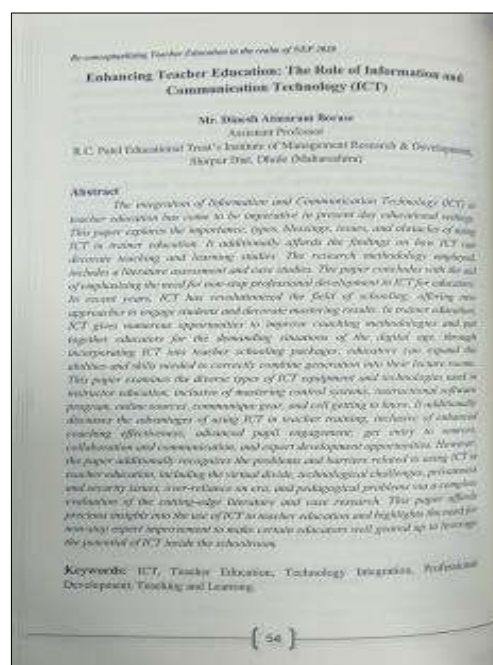 Re-conceptualizing Teacher Education in the realm of NEP 2020
Enhancing Teacher Education: The Role of Information and
Communication Technology (ICT)
Mr. Dinesh Atmaram Borase
Assistant Professor
R.C. Patel Educational Trust's Institute of Management Research & Development,
Shirpur Dist, Dhule (Maharashtra)
Abstract
The integration of Information and Communication Technology (ICT) in
teacher education has come to be imperative in present day educational settings.
This paper explores the importance, types, blessings, issues, and obstacles of using
ICT in trainer education. It additionally affords the findings on how ICT can
decorate teaching and learning studies. The research methodology employed,
includes a literature assessment and case studies. The paper concludes with the aid
of emphasizing the need for non-stop professional development in ICT for educators.
In recent years, ICT has revolutionized the field of schooling, offering new
approaches to engage students and decorate mastering results. In trainer education,
ICT gives numerous opportunities to improve coaching methodologies and put
together educators for the demanding situations of the digital age. through
incorporating ICT into teacher schooling packages, educators can expand the
abilities and skills needed to correctly combine generation into their lecture rooms.
This paper examines the diverse types of ICT equipment and technologies used in
instructor education, inclusive of mastering control systems, instructional software
program, online sources, communique gear, and cell getting to know. It additionally
discusses the advantages of using ICT in teacher training, inclusive of enhanced
coaching effectiveness, advanced pupil engagement, get entry to sources,
collaboration and communication, and expert development opportunities. However,
the paper additionally recognizes the problems and barriers related to using ICT in
teacher education, including the virtual divide, technological challenges, privateness
and security issues, over-reliance on era, and pedagogical problems via a complete
evaluation of the cutting-edge literature and case research. This paper affords
precious insights into the use of ICT in teacher education and highlights the need for
non-stop expert improvement to make certain educators well geared up to leverage
the potential of ICT inside the schoolroom.
Keywords: ICT, Teacher Education, Technology Integration, Professional
Development, Teaching and Learning.
54